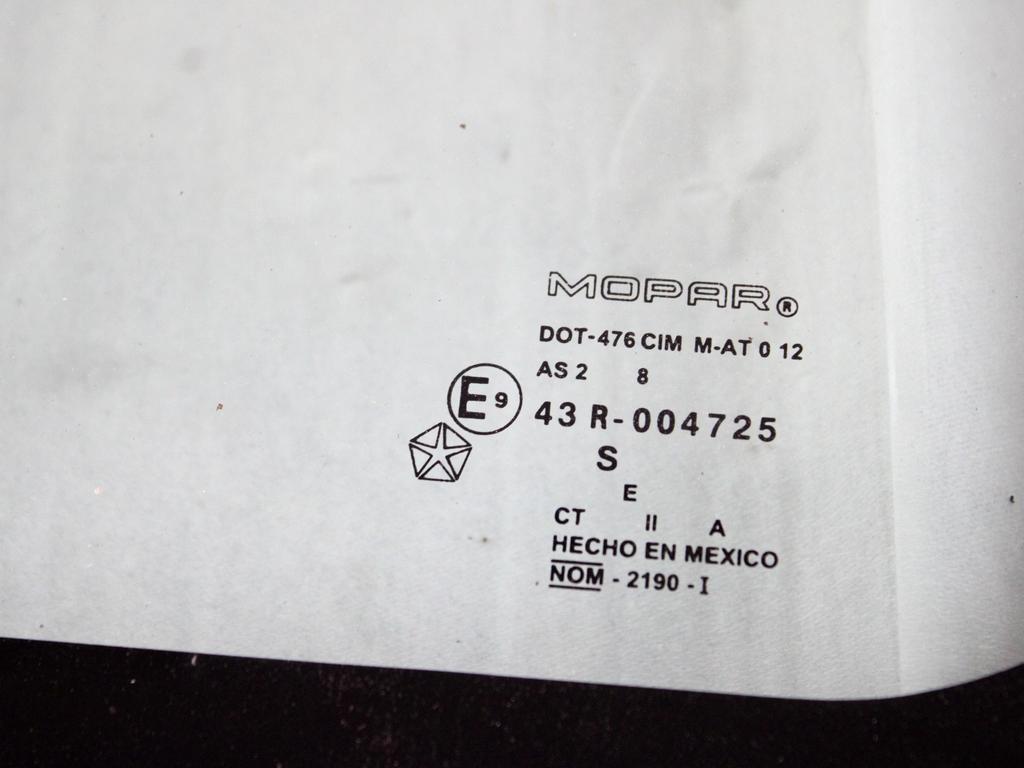 MOPAR®
DOT-476 CIM M-AT 0 12
AS 2 8
E9 43 R-004725
S
E
CT II A
HECHO EN MEXICO
NOM - 2190 - I